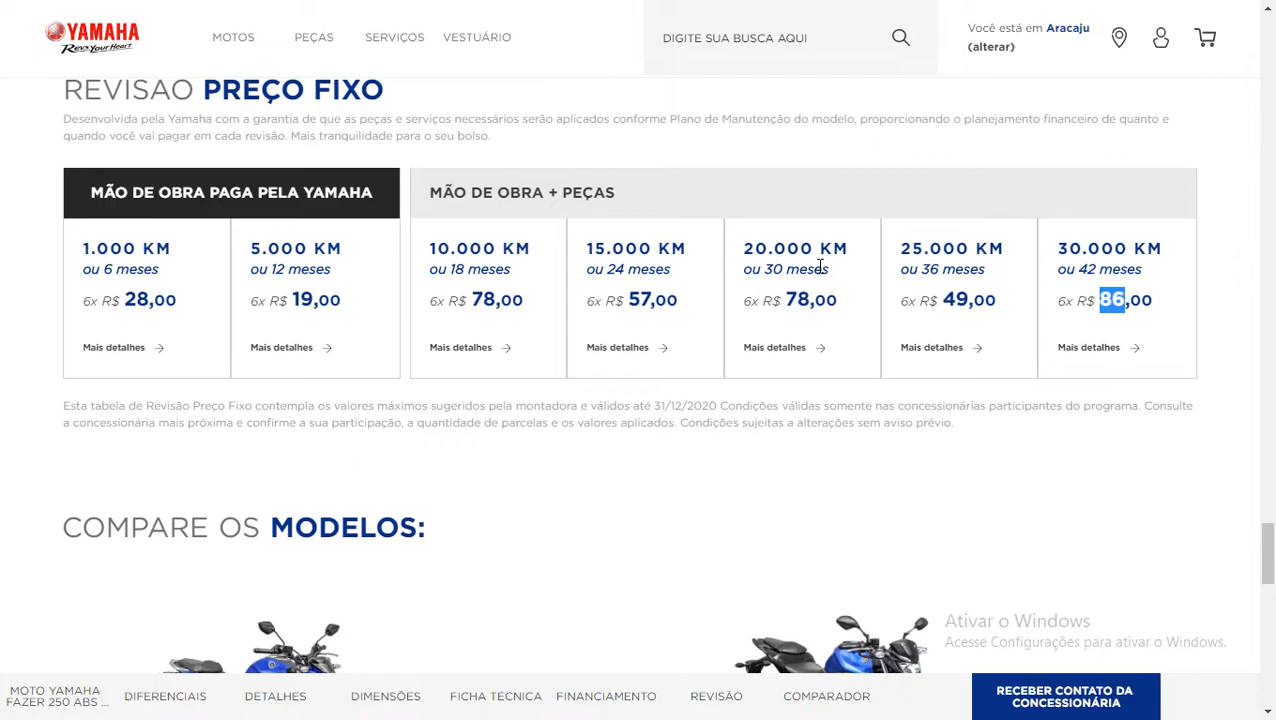 YAMAHA
Revs Your Heart
MOTOS
PEÇAS
SERVIÇOS
VESTUÁRIO
DIGITE SUA BUSCA AQUI
Você está em Aracaju
(alterar)
REVISÃO PREÇO FIXO
Desenvolvida pela Yamaha com a garantia de que as peças e serviços necessários serão aplicados conforme Plano de Manutenção do modelo, proporcionando o planejamento financeiro de quanto e
quando você vai pagar em cada revisão. Mais tranquilidade para o seu bolso.
MÃO DE OBRA PAGA PELA YAMAHA
MÃO DE OBRA + PEÇAS
1.000 KM
ou 6 meses
6x R$ 28,00
Mais detalhes
5.000 KM
ou 12 meses
6x R$ 19,00
Mais detalhes
10.000 KM
ou 18 meses
6x R$ 78,00
Mais detalhes
15.000 KM
ou 24 meses
6x R$ 57,00
Mais detalhes
20.000 KM
ou 30 meses
6x R$ 78,00
Mais detalhes
25.000 KM
ou 36 meses
6x R$ 49,00
Mais detalhes
30.000 KM
ou 42 meses
6x R$ 86,00
Mais detalhes
Esta tabela de Revisão Preço Fixo contempla os valores máximos sugeridos pela montadora e válidos até 31/12/2020 Condições válidas somente nas concessionárias participantes do programa. Consulte
a concessionária mais próxima e confirme a sua participação, a quantidade de parcelas e os valores aplicados. Condições sujeitas a alterações sem aviso prévio.
COMPARE OS MODELOS:
Ativar o Windows
Acesse Configurações para ativar o Windows.
MOTO YAMAHA
FAZER 250 ABS ...
DIFERENCIAIS
DETALHES
DIMENSÕES
FICHA TÉCNICA
FINANCIAMENTO
REVISÃO
COMPARADOR
RECEBER CONTATO DA
CONCESSIONÁRIA